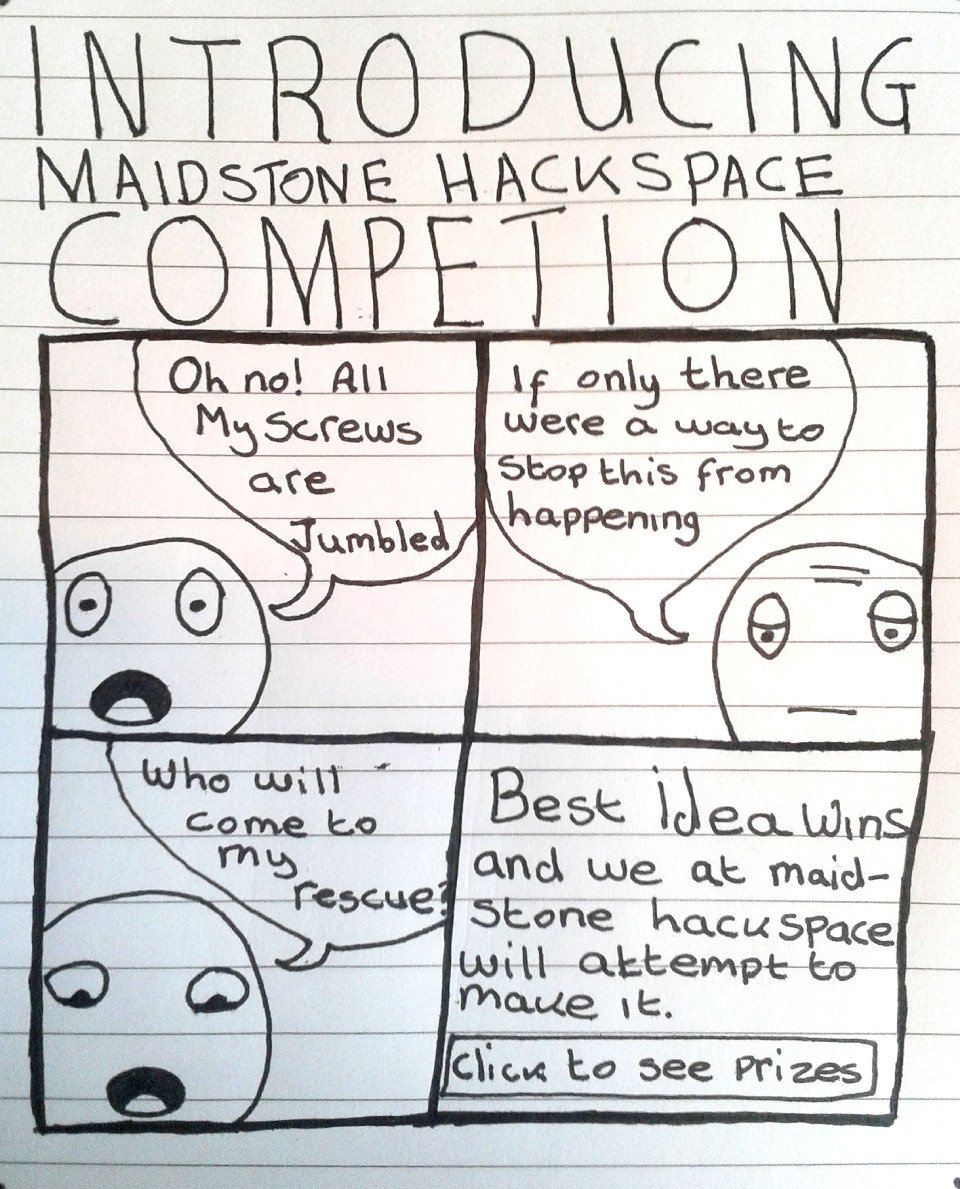 INTRODUCING
MAIDSTONE HACKSPACE
COMPETION
Oh no! All
My Screws
are
Jumbled
If only there
were a way to
stop this from
happening
Who will
come to
my
rescue?
Best idea wins
and we at maid-
stone hackspace
will attempt to
make it.
click to see prizes